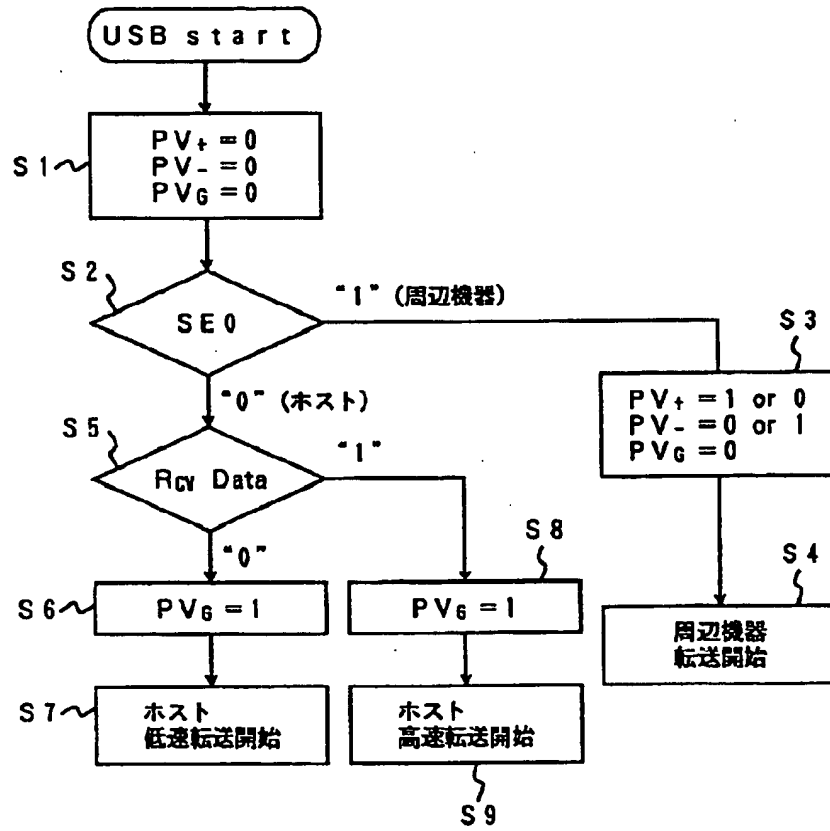 USB start
S1
PV+ =0
PV- =0
PVG =0
S2
SE0
"1" (周辺機器)
S3
PV+ =1 or 0
PV- =0 or 1
PVG =0
"0" (ホスト)
S5
RCV Data
"1"
"0"
S8
S4
S6
PVG =1
PVG =1
周辺機器
転送開始
S7
ホスト
低速転送開始
ホスト
高速転送開始
S9